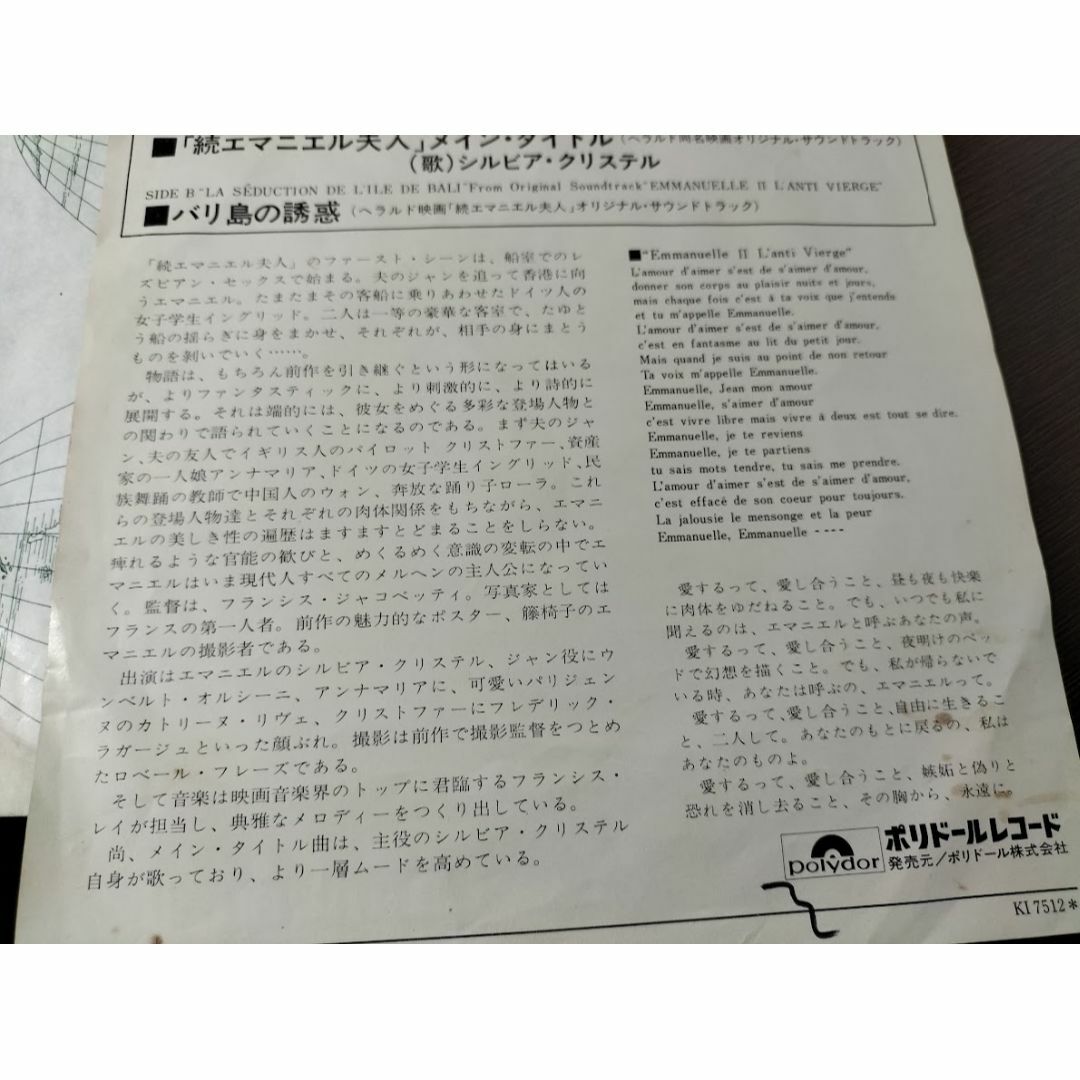 ■「続エマニエル夫人」メイン・タイトル(ヘラルド同名映画オリジナル・サウンドトラック)
(歌)シルビア・クリステル
SIDE B "LA SÉDUCTION DE L'ILE DE BALI" From Original Soundtrack "EMMANUELLE II L'ANTI VIERGE"
■バリ島の誘惑(ヘラルド映画「続エマニエル夫人」オリジナル・サウンドトラック)
「続エマニエル夫人」のファースト・シーンは、船室でのレ
ズビアン・セックスで始まる。夫のジャンを追って香港に向
うエマニエル。たまたまその客船に乗りあわせたドイツ人の
女子学生イングリッド。二人は一等の豪華な客室で、たゆと
う船の揺らぎに身をまかせ、それぞれが、相手の身にまとう
ものを剥いでいく……。
物語は、もちろん前作を引き継ぐという形になってはいる
が、よりファンタスティックに、より刺激的に、より詩的に
展開する。それは端的には、彼女をめぐる多彩な登場人物と
の関わりで語られていくことになるのである。まず夫のジャ
ン、夫の友人でイギリス人のパイロット クリストファー、資産
家の一人娘アンナマリア、ドイツの女子学生イングリッド、民
族舞踊の教師で中国人のウォン、奔放な踊り子ローラ。これ
らの登場人物達とそれぞれの肉体関係をもちながら、エマニ
エルの美しき性の遍歴はますますとどまることをしらない。
痺れるような官能の歓びと、めくるめく意識の変転の中でエ
マニエルはいま現代人すべてのメルヘンの主人公になってい
く。監督は、フランシス・ジャコベッティ。写真家としては
フランスの第一人者。前作の魅力的なポスター、籐椅子のエ
マニエルの撮影者である。
出演はエマニエルのシルビア・クリステル、ジャン役にウ
ンベルト・オルシーニ、アンナマリアに、可愛いパリジェン
ヌのカトリーヌ・リヴェ、クリストファーにフレデリック・
ラガージュといった顔ぶれ。撮影は前作で撮影監督をつとめ
たロベール・フレーズである。
そして音楽は映画音楽界のトップに君臨するフランシス・
レイが担当し、典雅なメロディーをつくり出している。
尚、メイン・タイトル曲は、主役のシルビア・クリステル
自身が歌っており、より一層ムードを高めている。
■"Emmanuelle II L'anti Vierge"
L'amour d'aimer s'est de s'aimer d'amour,
donner son corps au plaisir nuits et jours,
mais chaque fois c'est à ta voix que j'entends
et tu m'appelle Emmanuelle.
L'amour d'aimer s'est de s'aimer d'amour,
c'est en fantasme au lit du petit jour.
Mais quand je suis au point de non retour
Ta voix m'appelle Emmanuelle.
Emmanuelle, Jean mon amour
Emmanuelle, s'aimer d'amour
c'est vivre libre mais vivre à deux est tout se dire.
Emmanuelle, je te reviens
Emmanuelle, je te partiens
tu sais mots tendre, tu sais me prendre.
L'amour d'aimer s'est de s'aimer d'amour,
c'est effacé de son coeur pour toujours.
La jalousie le mensonge et la peur
Emmanuelle, Emmanuelle ----
愛するって、愛し合うこと、昼も夜も快楽
に肉体をゆだねること。でも、いつでも私に
聞えるのは、エマニエルと呼ぶあなたの声。
愛するって、愛し合うこと、夜明けのベッ
ドで幻想を描くこと。でも、私が帰らないで
いる時、あなたは呼ぶの、エマニエルって。
愛するって、愛し合うこと、自由に生きるこ
と、二人して。あなたのもとに戻るの、私は
あなたのものよ。
愛するって、愛し合うこと、嫉妬と偽りと
恐れを消し去ること、その胸から、永遠に。
polydor
ポリドールレコード
発売元/ポリドール株式会社
KI 7512*